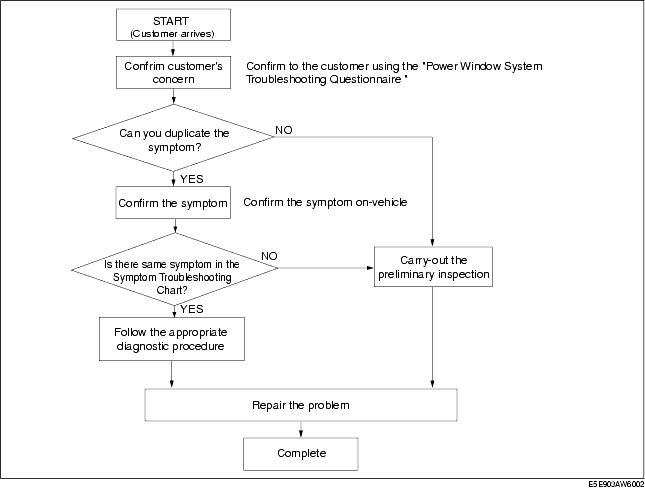 START
(Customer arrives)
Confrim customer's
concern
Confirm to the customer using the "Power Window System
Troubleshooting Questionnaire "
Can you duplicate the
symptom?
NO
YES
Confirm the symptom
Confirm the symptom on-vehicle
Is there same symptom in the
Symptom Troubleshooting
Chart?
NO
Carry-out the
preliminary inspection
YES
Follow the appropriate
diagnostic procedure
Repair the problem
Complete
E5E903AW6002